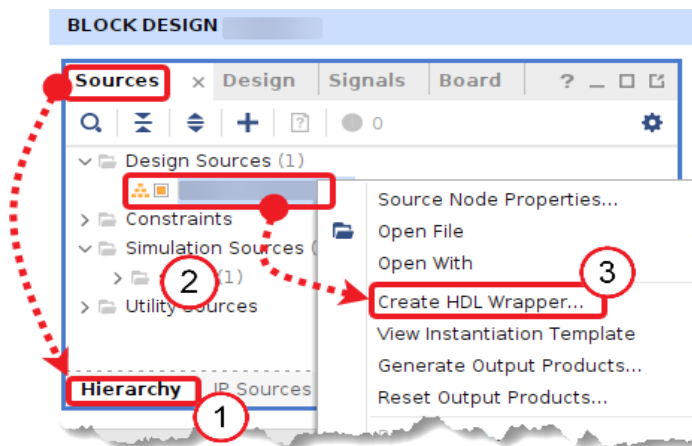 BLOCK DESIGN
Sources × Design Signals Board ? _
0
Design Sources (1)
Source Node Properties...
Constraints
Open File
Simulation Sources (
Open With
3
2
(1)
Create HDL Wrapper...
Utility Sources
View Instantiation Template
Generate Output Products...
Hierarchy IP Sources
Reset Output Products...
1